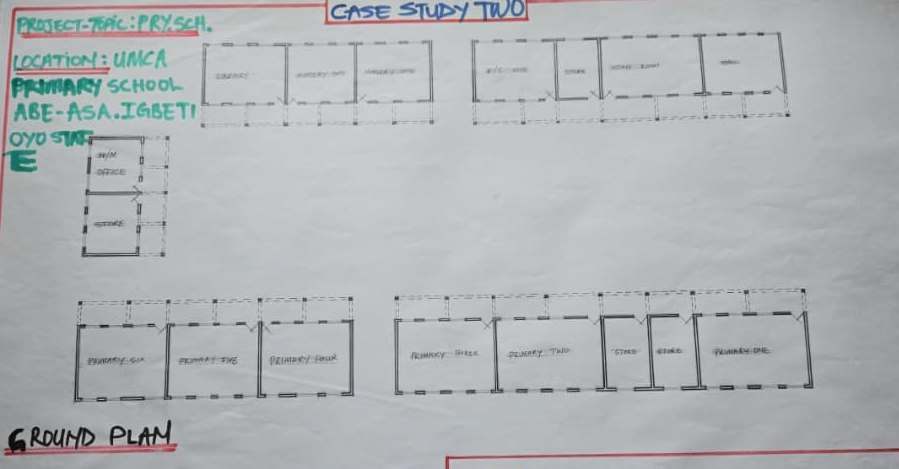 CASE STUDY TWO
PROJECT-TOPIC: PRY.SCH.
LOCATION: UMCA
PRIMARY SCHOOL
ABE-ASA. IGBETI
OYO STAT
E
LIBRARY
STORE
H/M
OFFICE
STORE
PRIMARY SIX
PRIMARY FIVE
PRIMARY FOUR
PRIMARY THREE
PRIMARY TWO
STORE
STORE
PRIMARY ONE
GROUND PLAN